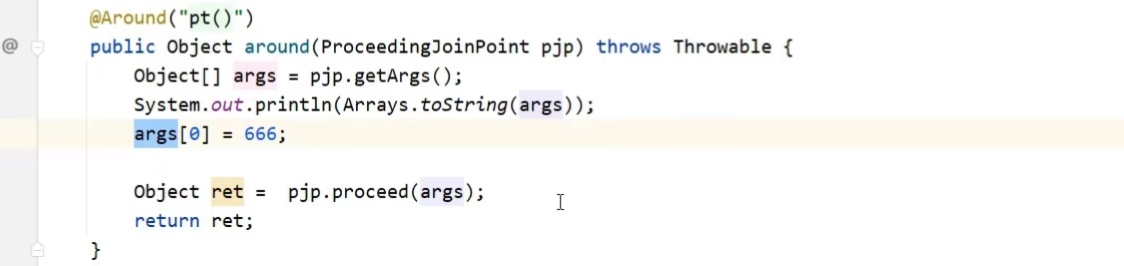 @Around("pt()")
public Object around(ProceedingJoinPoint pjp) throws Throwable {
Object[] args = pjp.getArgs();
System.out.println(Arrays.toString(args));
args[0] = 666;
Object ret =  pjp.proceed(args);
return ret;
}